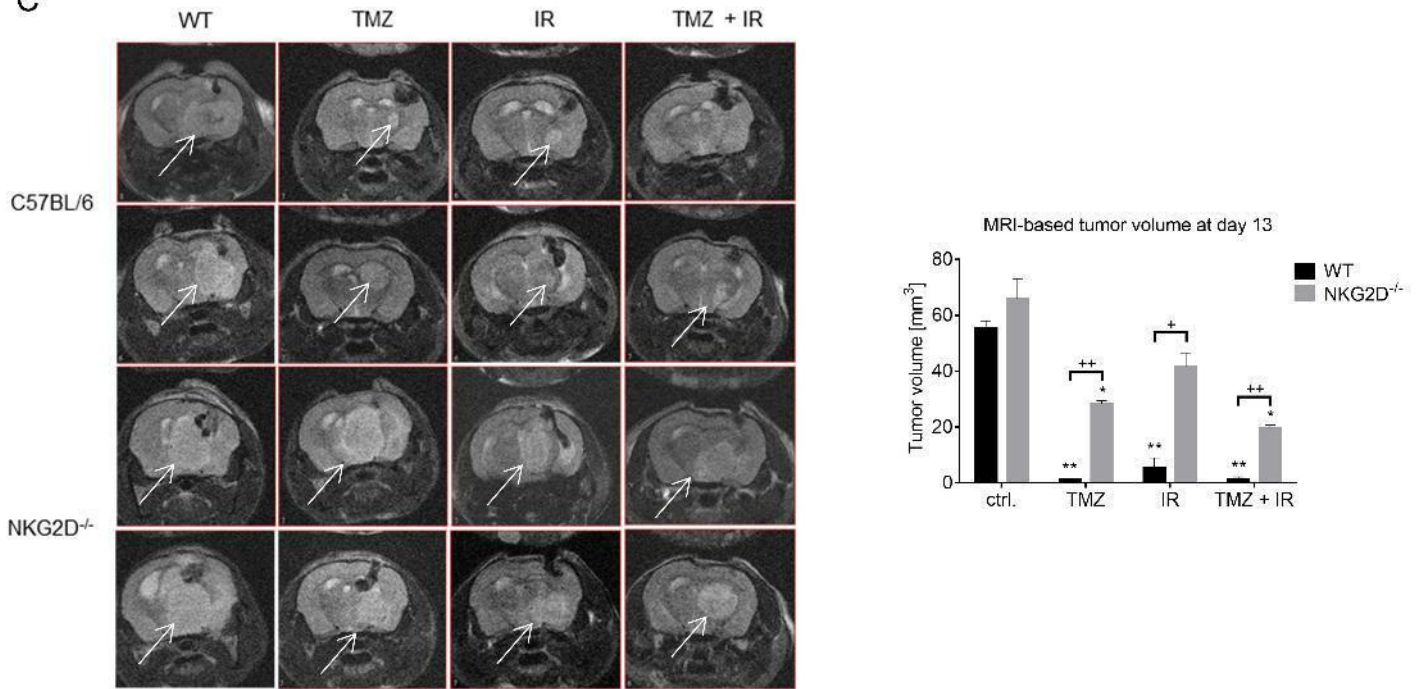 C
WT TMZ IR TMZ + IR
C57BL/6
NKG2D-/-
MRI-based tumor volume at day 13
Tumor volume [mm3]
80
60
40
20
0
WT
NKG2D-/-
++
*
+
++
*
**
**
**
ctrl. TMZ IR TMZ + IR